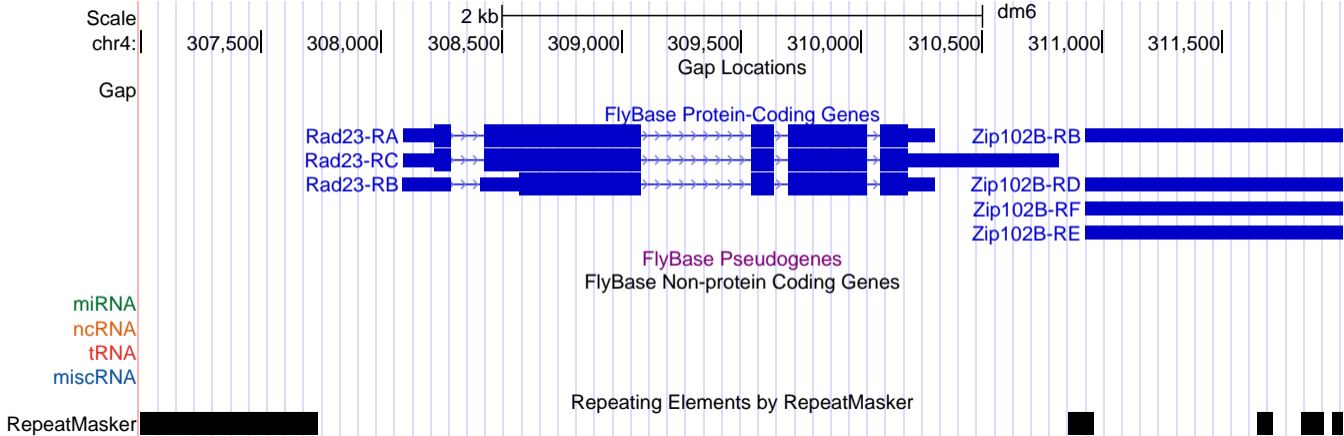 Scale 2 kb dm6
chr4: 307,500 308,000 308,500 309,000 309,500 310,000 310,500 311,000 311,500
Gap Locations
Gap
FlyBase Protein-Coding Genes
Rad23-RA Zip102B-RB
Rad23-RC
Rad23-RB Zip102B-RD
Zip102B-RF
Zip102B-RE
FlyBase Pseudogenes
FlyBase Non-protein Coding Genes
miRNA
ncRNA
tRNA
miscRNA
Repeating Elements by RepeatMasker
RepeatMasker